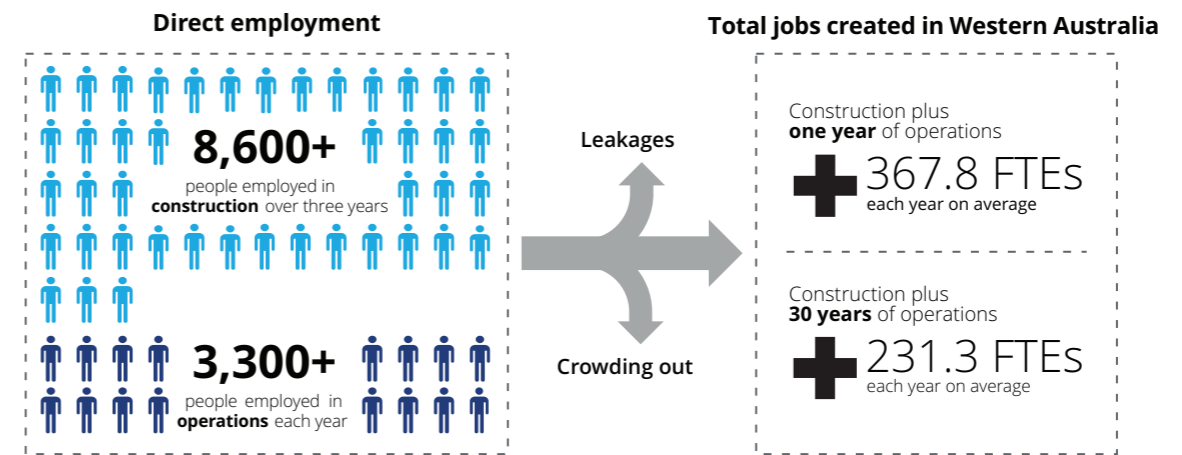 Direct employment
8,600+
people employed in
construction over three years
3,300+
people employed in
operations each year
Leakages
Crowding out
Total jobs created in Western Australia
Construction plus
one year of operations
367.8 FTEs
each year on average
Construction plus
30 years of operations
231.3 FTEs
each year on average